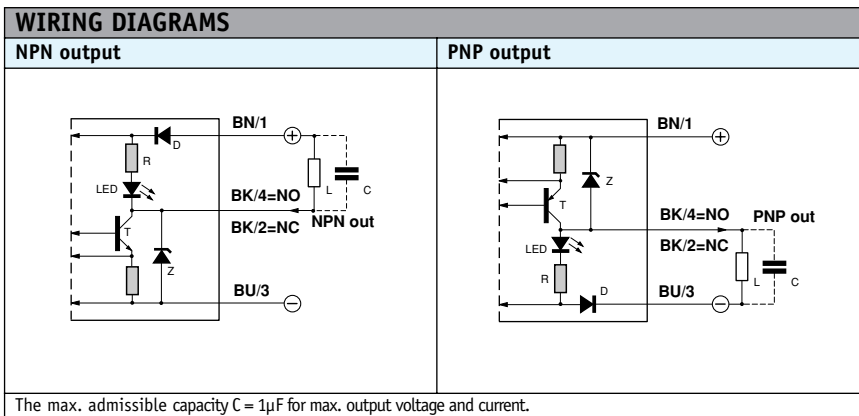 WIRING DIAGRAMS
NPN output
PNP output
BN/1
D
R
LED
L
C
BK/4=NO
NPN out
BK/2=NC
T
Z
BU/3
BN/1
Z
T
BK/4=NO
PNP out
BK/2=NC
LED
R
D
BU/3
L
C
The max. admissible capacity C = 1µF for max. output voltage and current.